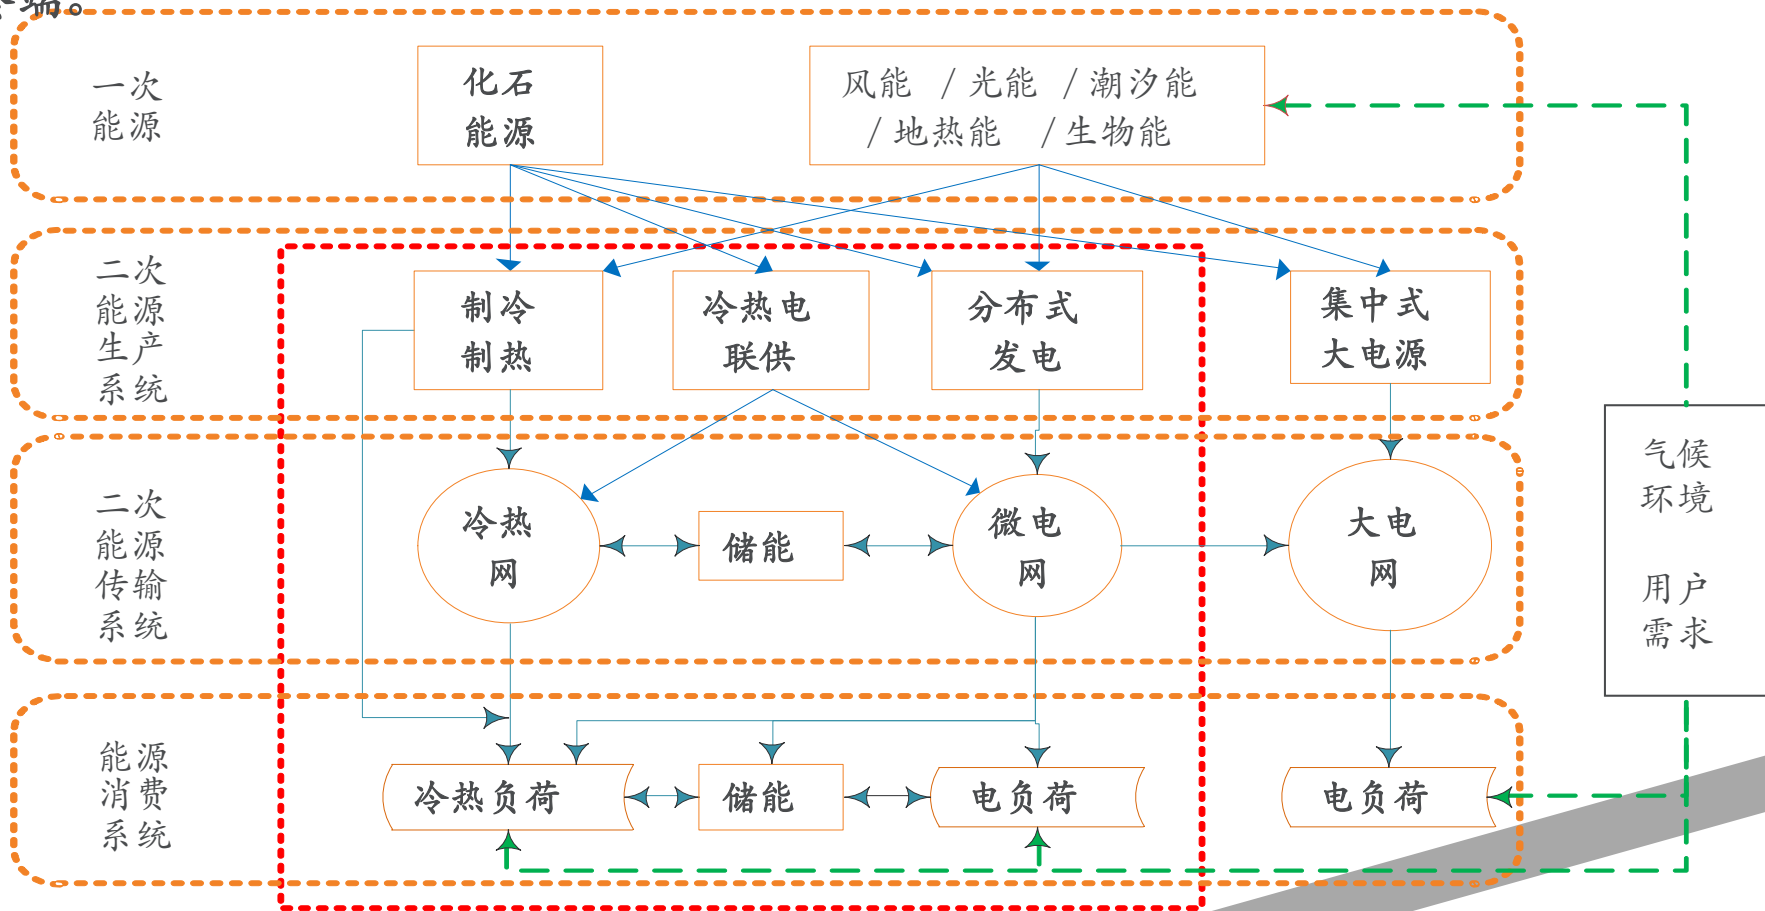 端。
一次
能源
化石
能源
风能 / 光能 / 潮汐能
/ 地热能 / 生物能
二次
能源
生产
系统
制冷
制热
冷热电
联供
分布式
发电
集中式
大电源
气候
环境
用户
需求
二次
能源
传输
系统
冷热
网
储能
微电
网
大电
网
能源
消费
系统
冷热负荷
储能
电负荷
电负荷